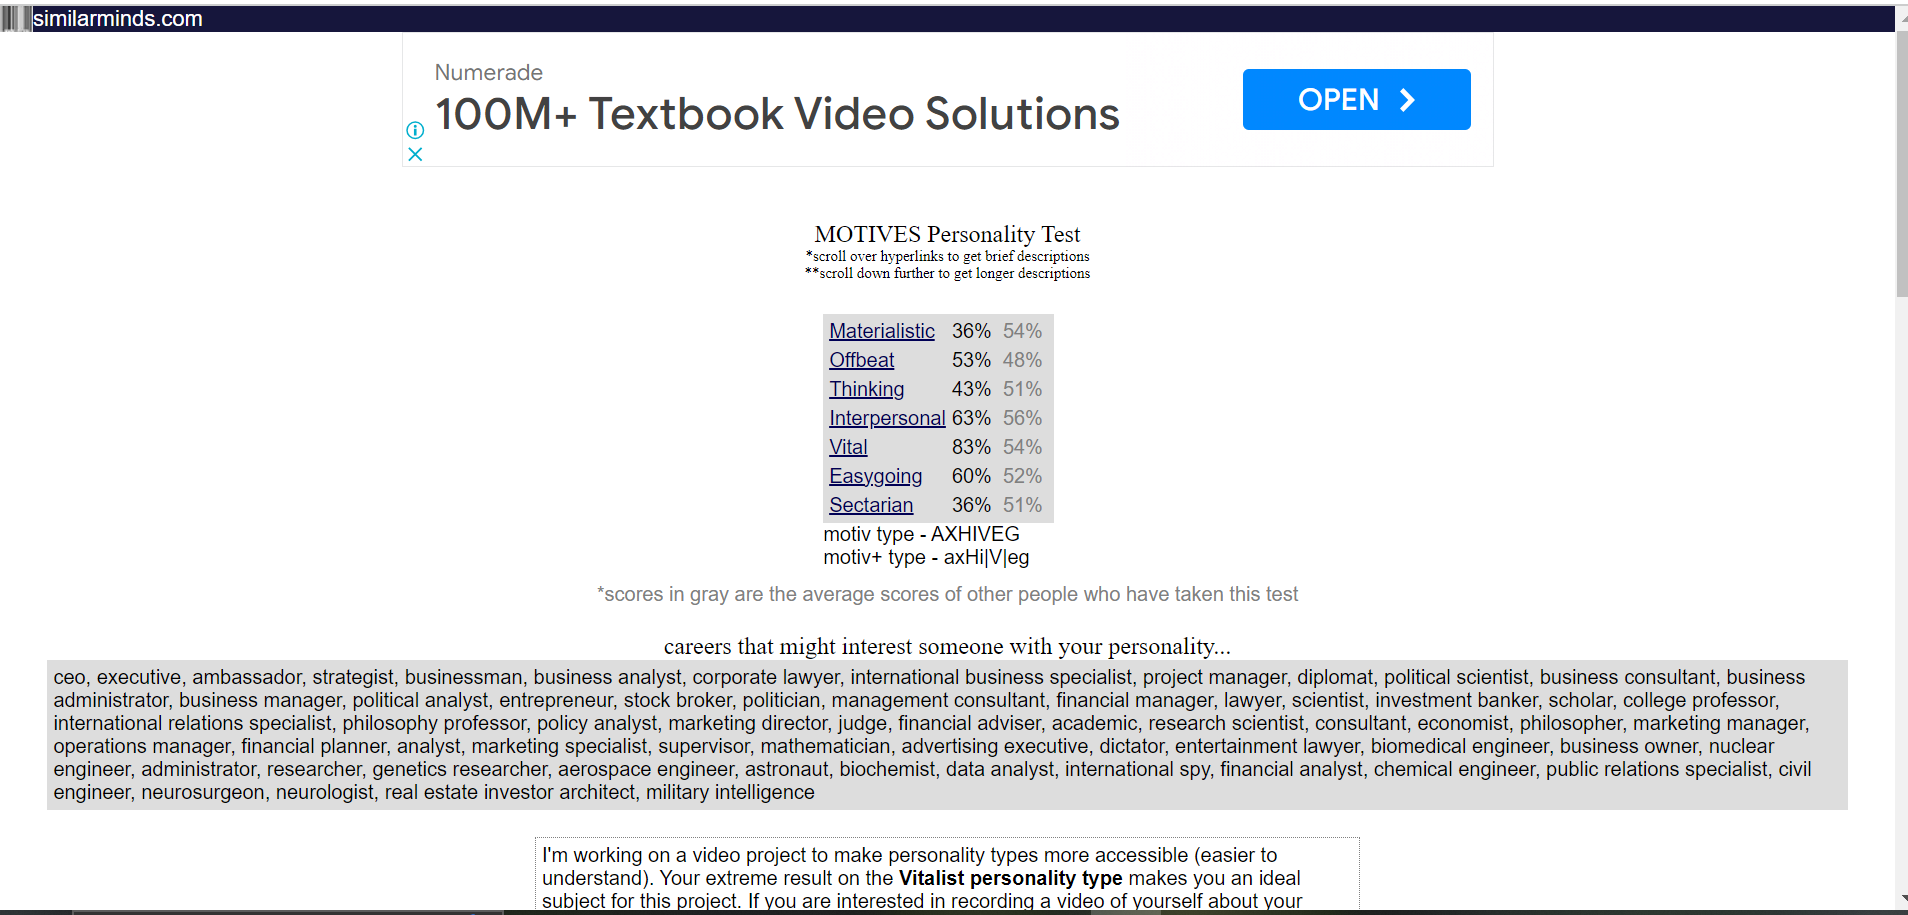 similarminds.com
Numerade
100M+ Textbook Video Solutions
OPEN
MOTIVES Personality Test
*scroll over hyperlinks to get brief descriptions
**scroll down further to get longer descriptions
Materialistic 36% 54%
Offbeat 53% 48%
Thinking 43% 51%
Interpersonal 63% 56%
Vital 83% 54%
Easygoing 60% 52%
Sectarian 36% 51%
motiv type - AXHIVEG
motiv+ type - axHi|V|eg
*scores in gray are the average scores of other people who have taken this test
careers that might interest someone with your personality...
ceo, executive, ambassador, strategist, businessman, business analyst, corporate lawyer, international business specialist, project manager, diplomat, political scientist, business consultant, business
administrator, business manager, political analyst, entrepreneur, stock broker, politician, management consultant, financial manager, lawyer, scientist, investment banker, scholar, college professor,
international relations specialist, philosophy professor, policy analyst, marketing director, judge, financial adviser, academic, research scientist, consultant, economist, philosopher, marketing manager,
operations manager, financial planner, analyst, marketing specialist, supervisor, mathematician, advertising executive, dictator, entertainment lawyer, biomedical engineer, business owner, nuclear
engineer, administrator, researcher, genetics researcher, aerospace engineer, astronaut, biochemist, data analyst, international spy, financial analyst, chemical engineer, public relations specialist, civil
engineer, neurosurgeon, neurologist, real estate investor architect, military intelligence
I'm working on a video project to make personality types more accessible (easier to
understand). Your extreme result on the Vitalist personality type makes you an ideal
subject for this project. If you are interested in recording a video of yourself about your